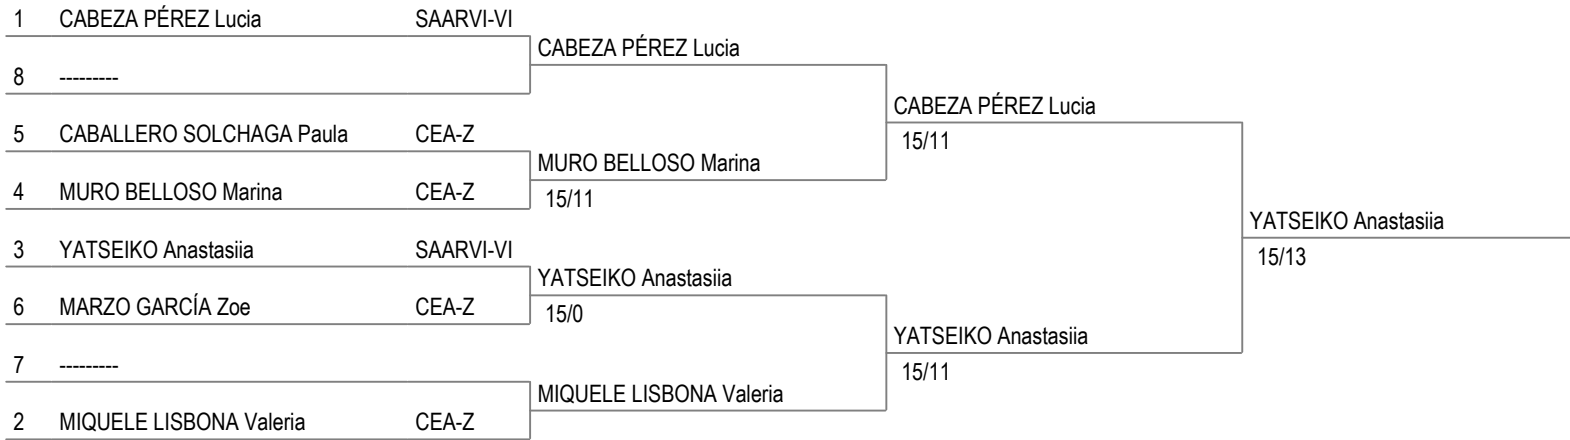 1 CABEZA PÉREZ Lucia SAARVI-VI
CABEZA PÉREZ Lucia
8 ---------
CABEZA PÉREZ Lucia
15/11
5 CABALLERO SOLCHAGA Paula CEA-Z
MURO BELLOSO Marina
4 MURO BELLOSO Marina CEA-Z
15/11
YATSEIKO Anastasiia
15/13
3 YATSEIKO Anastasiia SAARVI-VI
YATSEIKO Anastasiia
6 MARZO GARCÍA Zoe CEA-Z
15/0
YATSEIKO Anastasiia
15/11
7 ---------
MIQUELE LISBONA Valeria
2 MIQUELE LISBONA Valeria CEA-Z